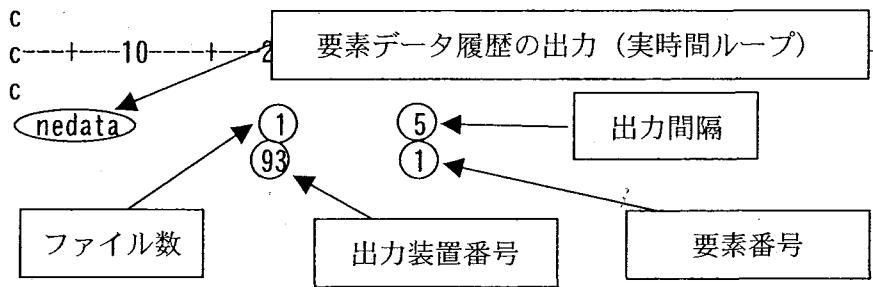 c
c----+----10----+----2
要素データ履歴の出力（実時間ループ）
c
nedata 1 5
出力間隔
93 1
ファイル数
出力装置番号
要素番号